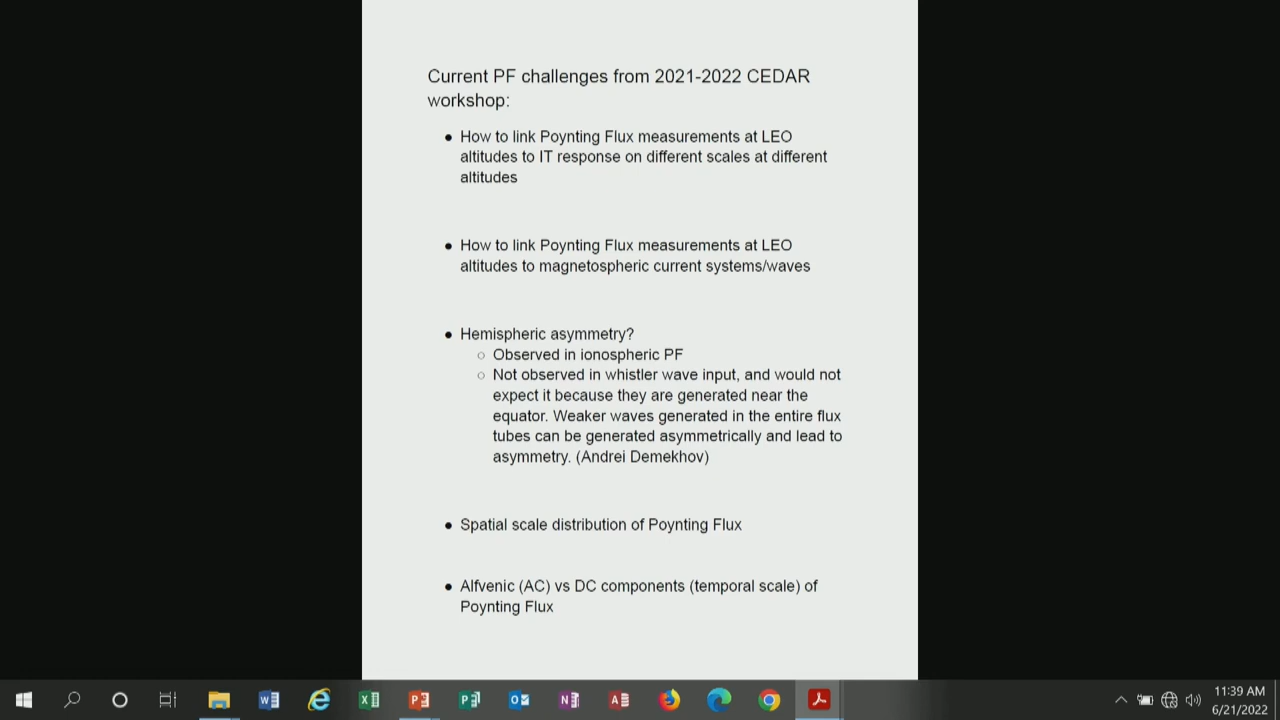 Current PF challenges from 2021-2022 CEDAR
workshop:
● How to link Poynting Flux measurements at LEO
altitudes to IT response on different scales at different
altitudes
● How to link Poynting Flux measurements at LEO
altitudes to magnetospheric current systems/waves
● Hemispheric asymmetry?
○ Observed in ionospheric PF
○ Not observed in whistler wave input, and would not
expect it because they are generated near the
equator. Weaker waves generated in the entire flux
tubes can be generated asymmetrically and lead to
asymmetry. (Andrei Demekhov)
● Spatial scale distribution of Poynting Flux
● Alfvenic (AC) vs DC components (temporal scale) of
Poynting Flux
11:39 AM
6/21/2022